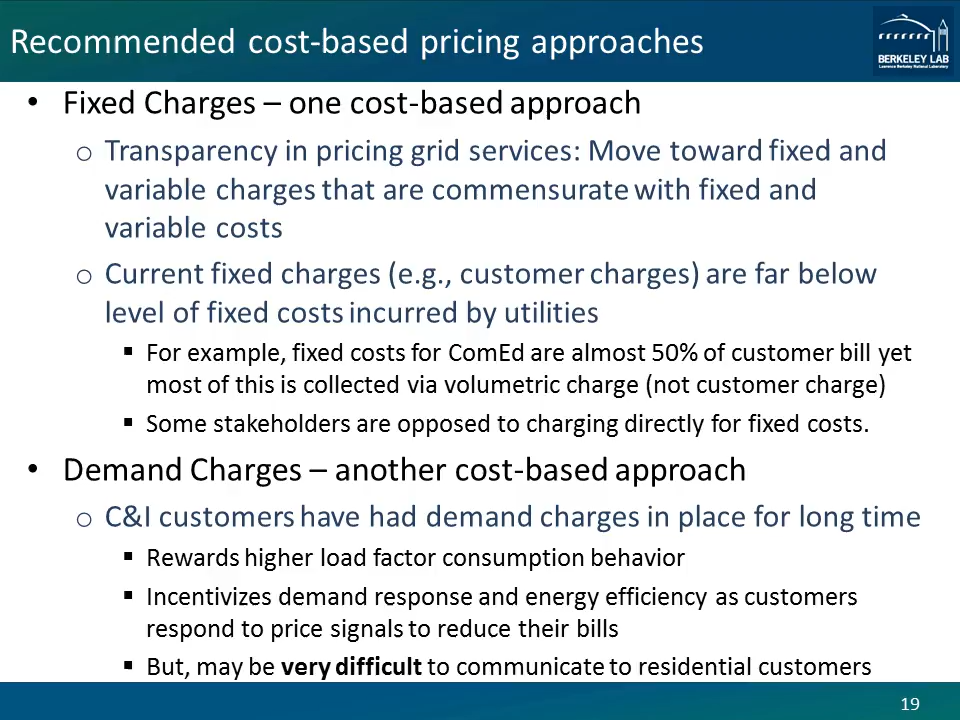 Recommended cost-based pricing approaches
BERKELEY LAB
Lawrence Berkeley National Laboratory
• Fixed Charges – one cost-based approach
o Transparency in pricing grid services: Move toward fixed and
variable charges that are commensurate with fixed and
variable costs
o Current fixed charges (e.g., customer charges) are far below
level of fixed costs incurred by utilities
▪ For example, fixed costs for ComEd are almost 50% of customer bill yet
most of this is collected via volumetric charge (not customer charge)
▪ Some stakeholders are opposed to charging directly for fixed costs.
• Demand Charges – another cost-based approach
o C&I customers have had demand charges in place for long time
▪ Rewards higher load factor consumption behavior
▪ Incentivizes demand response and energy efficiency as customers
respond to price signals to reduce their bills
▪ But, may be very difficult to communicate to residential customers
19